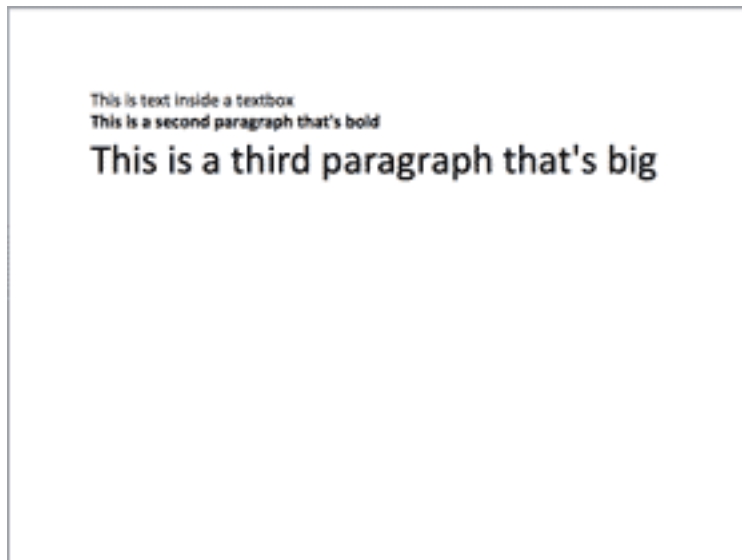 This is text inside a textbox
This is a second paragraph that's bold
This is a third paragraph that's big